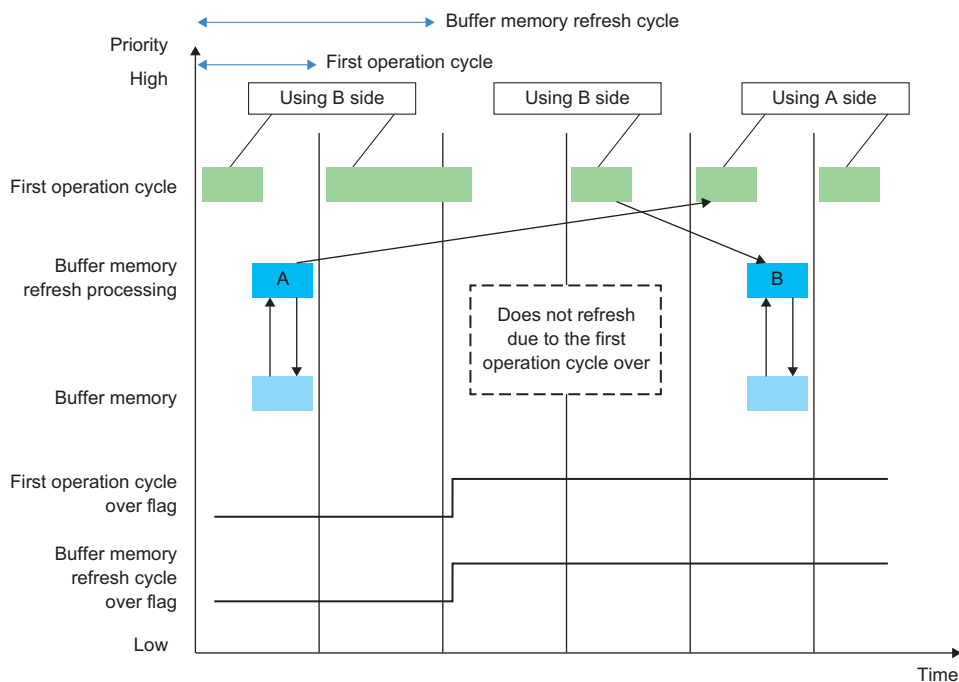 Buffer memory refresh cycle
Priority
First operation cycle
High
Using B side
Using B side
Using A side
First operation cycle
Buffer memory
refresh processing
A
B
Does not refresh
due to the first
operation cycle over
Buffer memory
First operation cycle
over flag
Buffer memory
refresh cycle
over flag
Low
Time